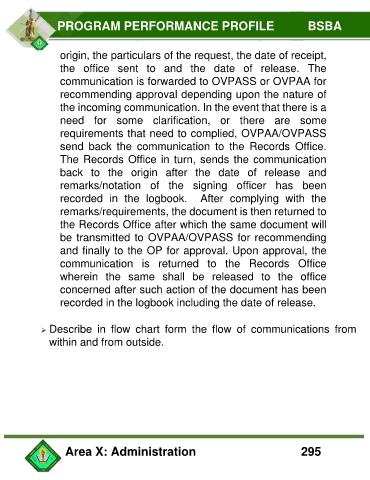 PROGRAM PERFORMANCE PROFILE BSBA
origin, the particulars of the request, the date of receipt,
the office sent to and the date of release. The
communication is forwarded to OVPASS or OVPAA for
recommending approval depending upon the nature of
the incoming communication. In the event that there is a
need for some clarification, or there are some
requirements that need to complied, OVPAA/OVPASS
send back the communication to the Records Office.
The Records Office in turn, sends the communication
back to the origin after the date of release and
remarks/notation of the signing officer has been
recorded in the logbook. After complying with the
remarks/requirements, the document is then returned to
the Records Office after which the same document will
be transmitted to OVPAA/OVPASS for recommending
and finally to the OP for approval. Upon approval, the
communication is returned to the Records Office
wherein the same shall be released to the office
concerned after such action of the document has been
recorded in the logbook including the date of release.
➢ Describe in flow chart form the flow of communications from
within and from outside.
Area X: Administration 295